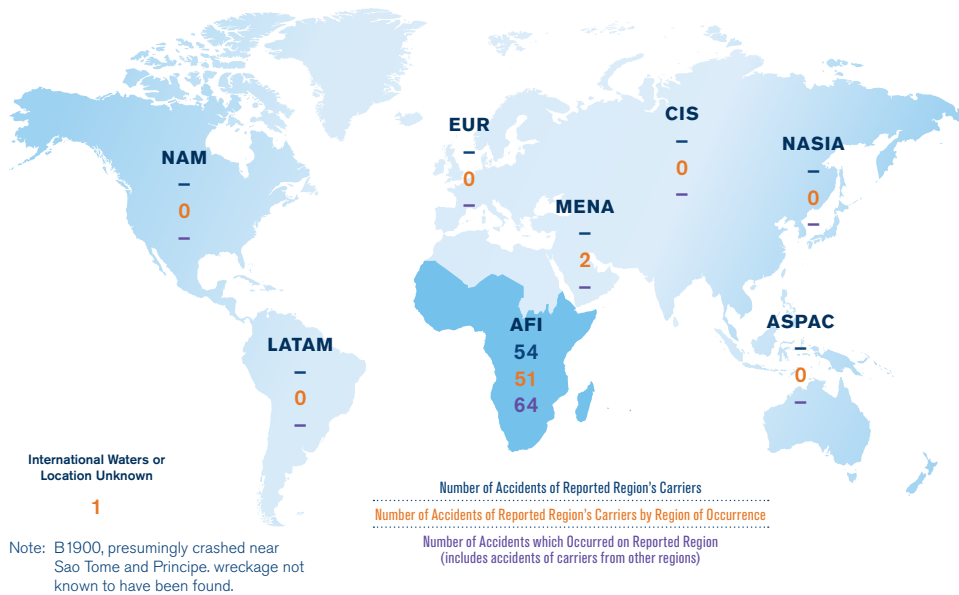 NAM
–
0
–
EUR
–
0
–
CIS
–
0
–
NASIA
–
0
–
MENA
–
2
–
AFI
54
51
64
ASPAC
–
0
–
LATAM
–
0
–
International Waters or
Location Unknown
1
Note: B1900, presumingly crashed near
Sao Tome and Principe. wreckage not
known to have been found.
Number of Accidents of Reported Region's Carriers
Number of Accidents of Reported Region's Carriers by Region of Occurrence
Number of Accidents which Occurred on Reported Region
(includes accidents of carriers from other regions)